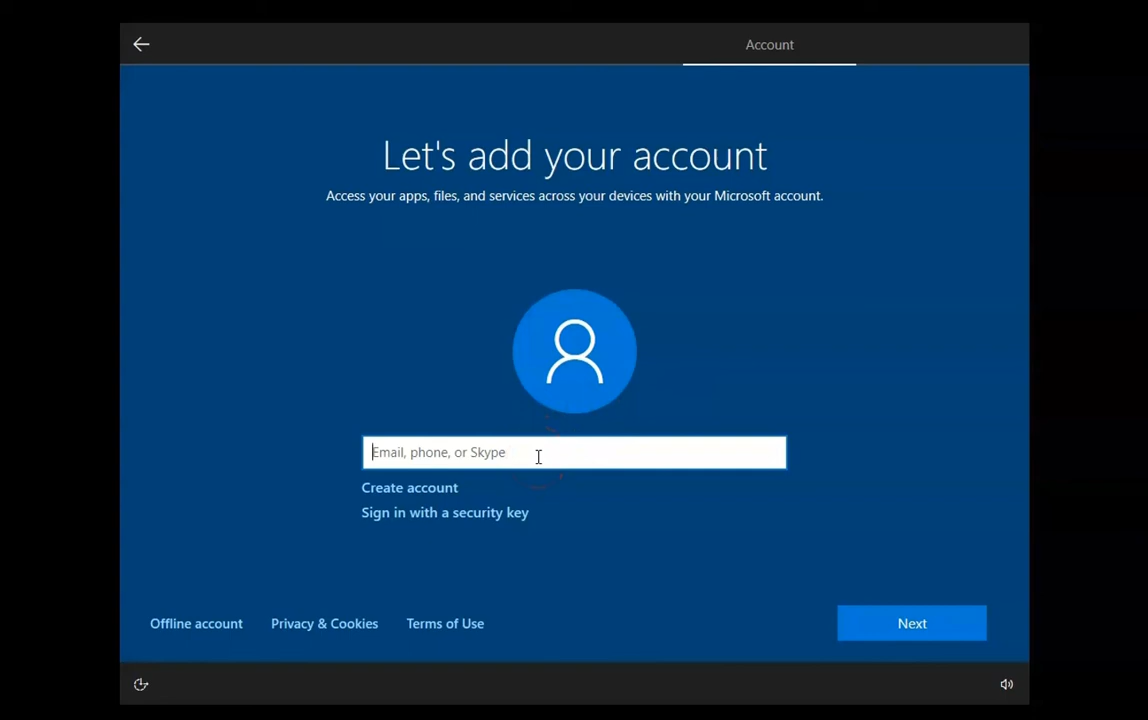 Account
Let's add your account
Access your apps, files, and services across your devices with your Microsoft account.
Email, phone, or Skype
Create account
Sign in with a security key
Offline account
Privacy & Cookies
Terms of Use
Next